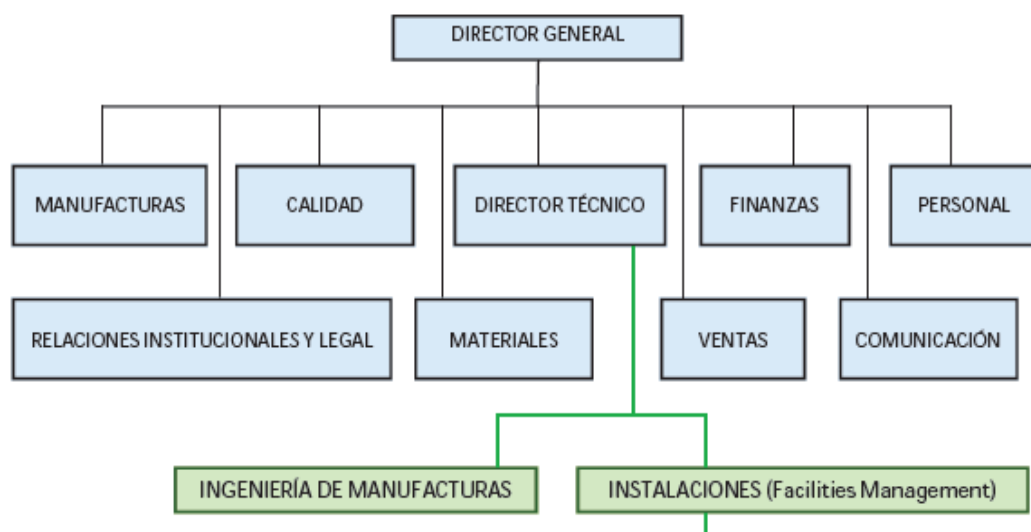 DIRECTOR GENERAL
MANUFACTURAS
CALIDAD
DIRECTOR TÉCNICO
FINANZAS
PERSONAL
RELACIONES INSTITUCIONALES Y LEGAL
MATERIALES
VENTAS
COMUNICACIÓN
INGENIERÍA DE MANUFACTURAS
INSTALACIONES (Facilities Management)